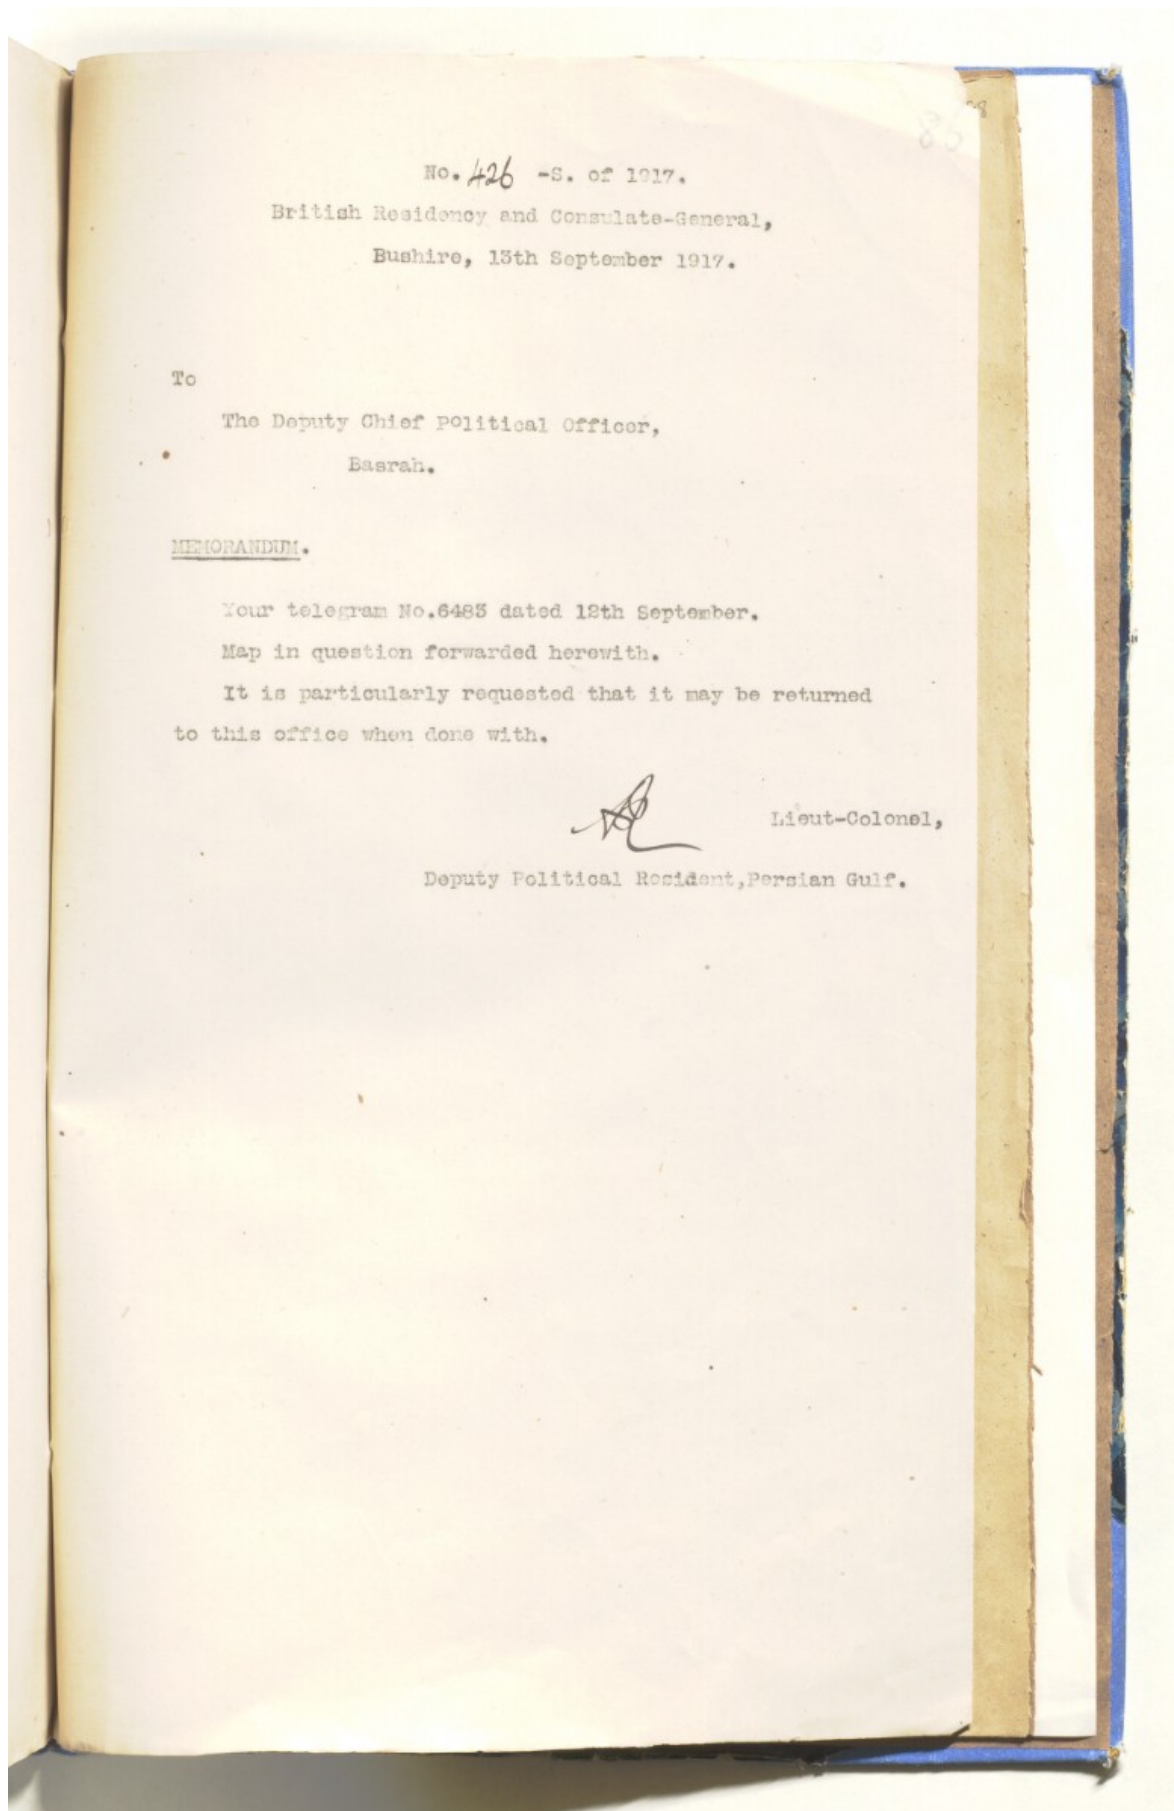 No. 426 -S. of 1917.
British Residency and Consulate-General,
Bushire, 13th September 1917.
To
The Deputy Chief Political Officer,
Basrah.
MEMORANDUM.
Your telegram No.6483 dated 12th September.
Map in question forwarded herewith.
It is particularly requested that it may be returned
to this office when done with.
Lieut-Colonel,
Deputy Political Resident,Persian Gulf.